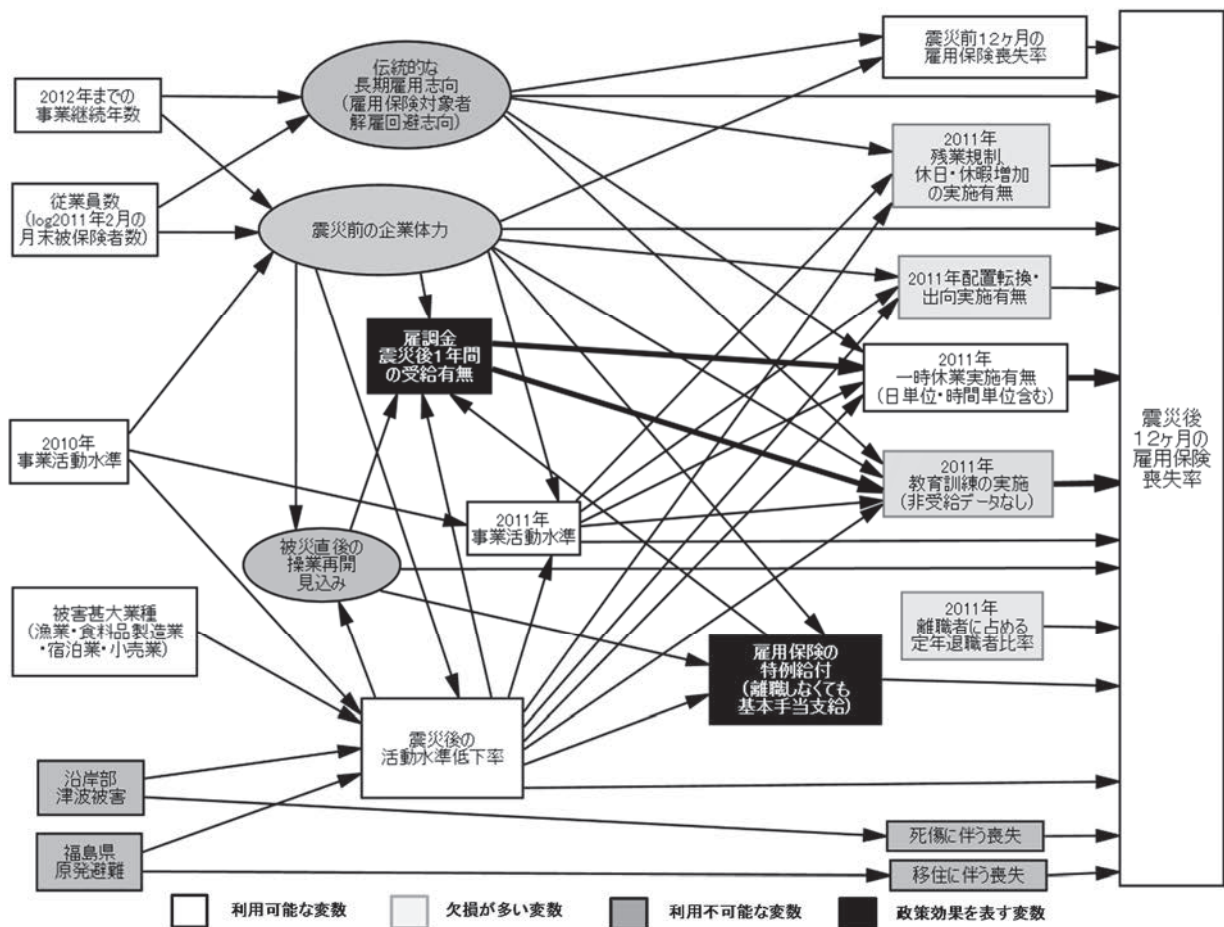 震災前12ヶ月の
雇用保険喪失率
伝統的な
長期雇用志向
(雇用保険対象者
解雇回避志向)
2012年までの
事業継続年数
2011年
残業規制、
休日・休暇増加
の実施有無
従業員数
(log2011年2月の
月末被保険者数)
震災前の企業体力
2011年配置転換・
出向実施有無
雇調金
震災後1年間
の受給有無
2011年
一時休業実施有無
(日単位・時間単位含む)
震災後
12ヶ月の
雇用保険
喪失率
2010年
事業活動水準
2011年
教育訓練の実施
(非受給データなし)
2011年
事業活動水準
被災直後の
操業再開
見込み
被害甚大業種
(漁業・食料品製造業
・宿泊業・小売業)
2011年
離職者に占める
定年退職者比率
雇用保険の
特例給付
(離職しなくても
基本手当支給)
震災後の
活動水準低下率
沿岸部
津波被害
死傷に伴う喪失
福島県
原発避難
移住に伴う喪失
利用可能な変数
欠損が多い変数
利用不可能な変数
政策効果を表す変数